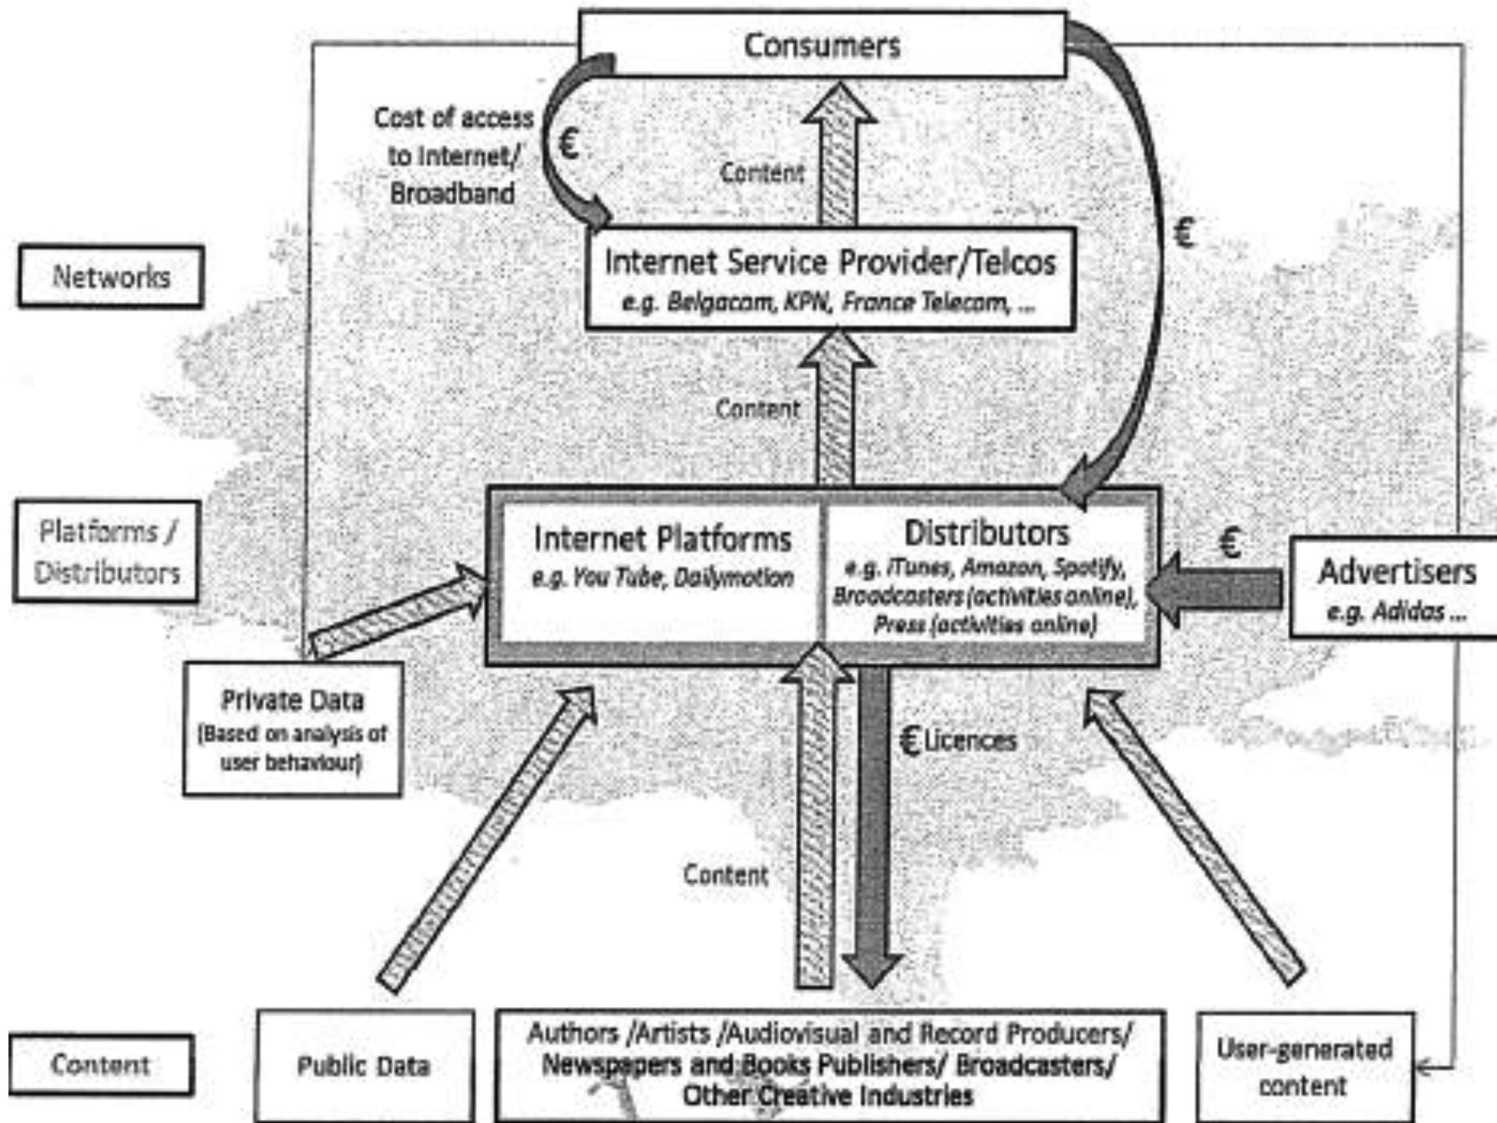 Consumers
Cost of access
to Internet/
Broadband
€
Content
€
Networks
Internet Service Provider/Telcos
e.g. Belgacom, KPN, France Telecom, ...
Content
Platforms /
Distributors
Internet Platforms
e.g. You Tube, Dailymotion
Distributors
e.g. iTunes, Amazon, Spotify,
Broadcasters (activities online),
Press (activities online)
€
Advertisers
e.g. Adidas ...
Private Data
(Based on analysis of
user behaviour)
€ Licences
Content
Content
Public Data
Authors /Artists /Audiovisual and Record Producers/
Newspapers and Books Publishers/ Broadcasters/
Other Creative Industries
User-generated
content